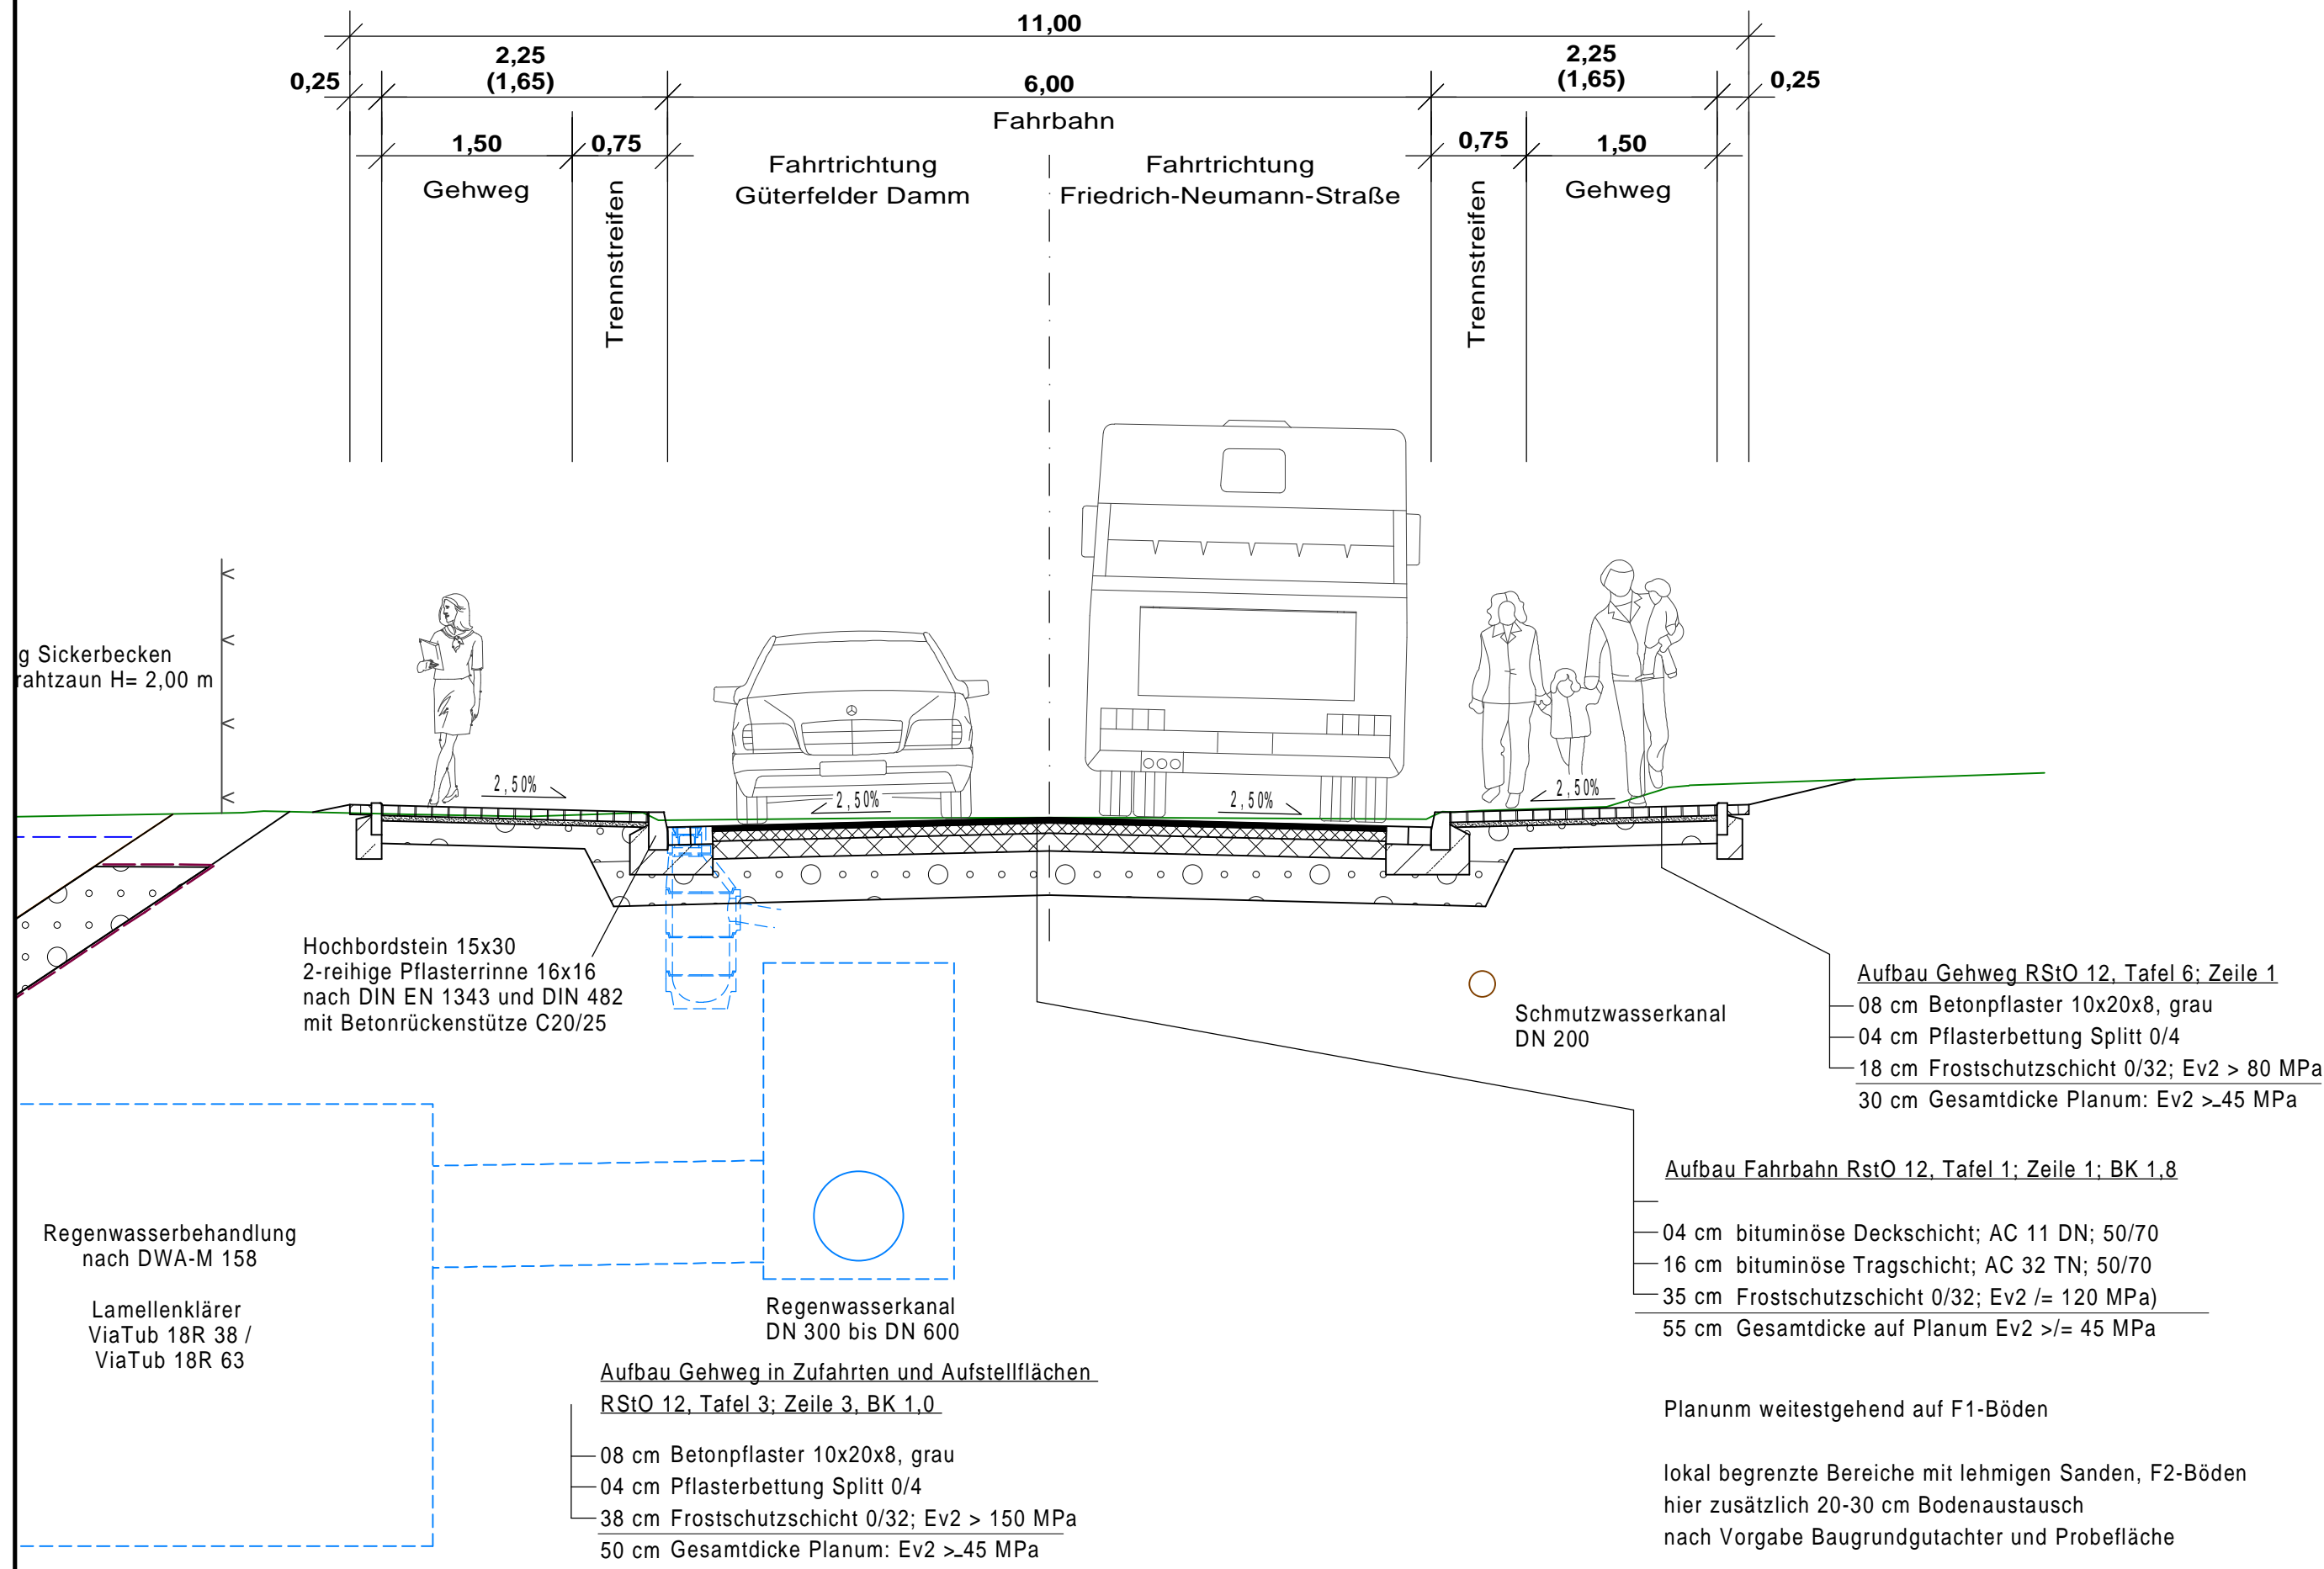 11,00
2,25
(1,65)
0,25
6,00
2,25
(1,65)
0,25
Fahrbahn
1,50
0,75
0,75
1,50
Gehweg
Trennstreifen
Fahrtrichtung
Güterfelder Damm
Fahrtrichtung
Friedrich-Neumann-Straße
Trennstreifen
Gehweg
g Sickerbecken
rahtzaun H= 2,00 m
2,50%
2,50%
2,50%
2,50%
Hochbordstein 15x30
2-reihige Pflasterrinne 16x16
nach DIN EN 1343 und DIN 482
mit Betonrückenstütze C20/25
Schmutzwasserkanal
DN 200
Aufbau Gehweg RStO 12, Tafel 6; Zeile 1
08 cm Betonpflaster 10x20x8, grau
04 cm Pflasterbettung Splitt 0/4
18 cm Frostschutzschicht 0/32; Ev2 > 80 MPa
30 cm Gesamtdicke Planum: Ev2 >_45 MPa
Aufbau Fahrbahn RstO 12, Tafel 1; Zeile 1; BK 1,8
04 cm bituminöse Deckschicht; AC 11 DN; 50/70
16 cm bituminöse Tragschicht; AC 32 TN; 50/70
35 cm Frostschutzschicht 0/32; Ev2 /= 120 MPa)
55 cm Gesamtdicke auf Planum Ev2 >/= 45 MPa
Regenwasserbehandlung
nach DWA-M 158
Lamellenklärer
ViaTub 18R 38 /
ViaTub 18R 63
Regenwasserkanal
DN 300 bis DN 600
Aufbau Gehweg in Zufahrten und Aufstellflächen
RStO 12, Tafel 3; Zeile 3, BK 1,0
08 cm Betonpflaster 10x20x8, grau
04 cm Pflasterbettung Splitt 0/4
38 cm Frostschutzschicht 0/32; Ev2 > 150 MPa
50 cm Gesamtdicke Planum: Ev2 >_45 MPa
Planunm weitestgehend auf F1-Böden
lokal begrenzte Bereiche mit lehmigen Sanden, F2-Böden
hier zusätzlich 20-30 cm Bodenaustausch
nach Vorgabe Baugrundgutachter und Probefläche